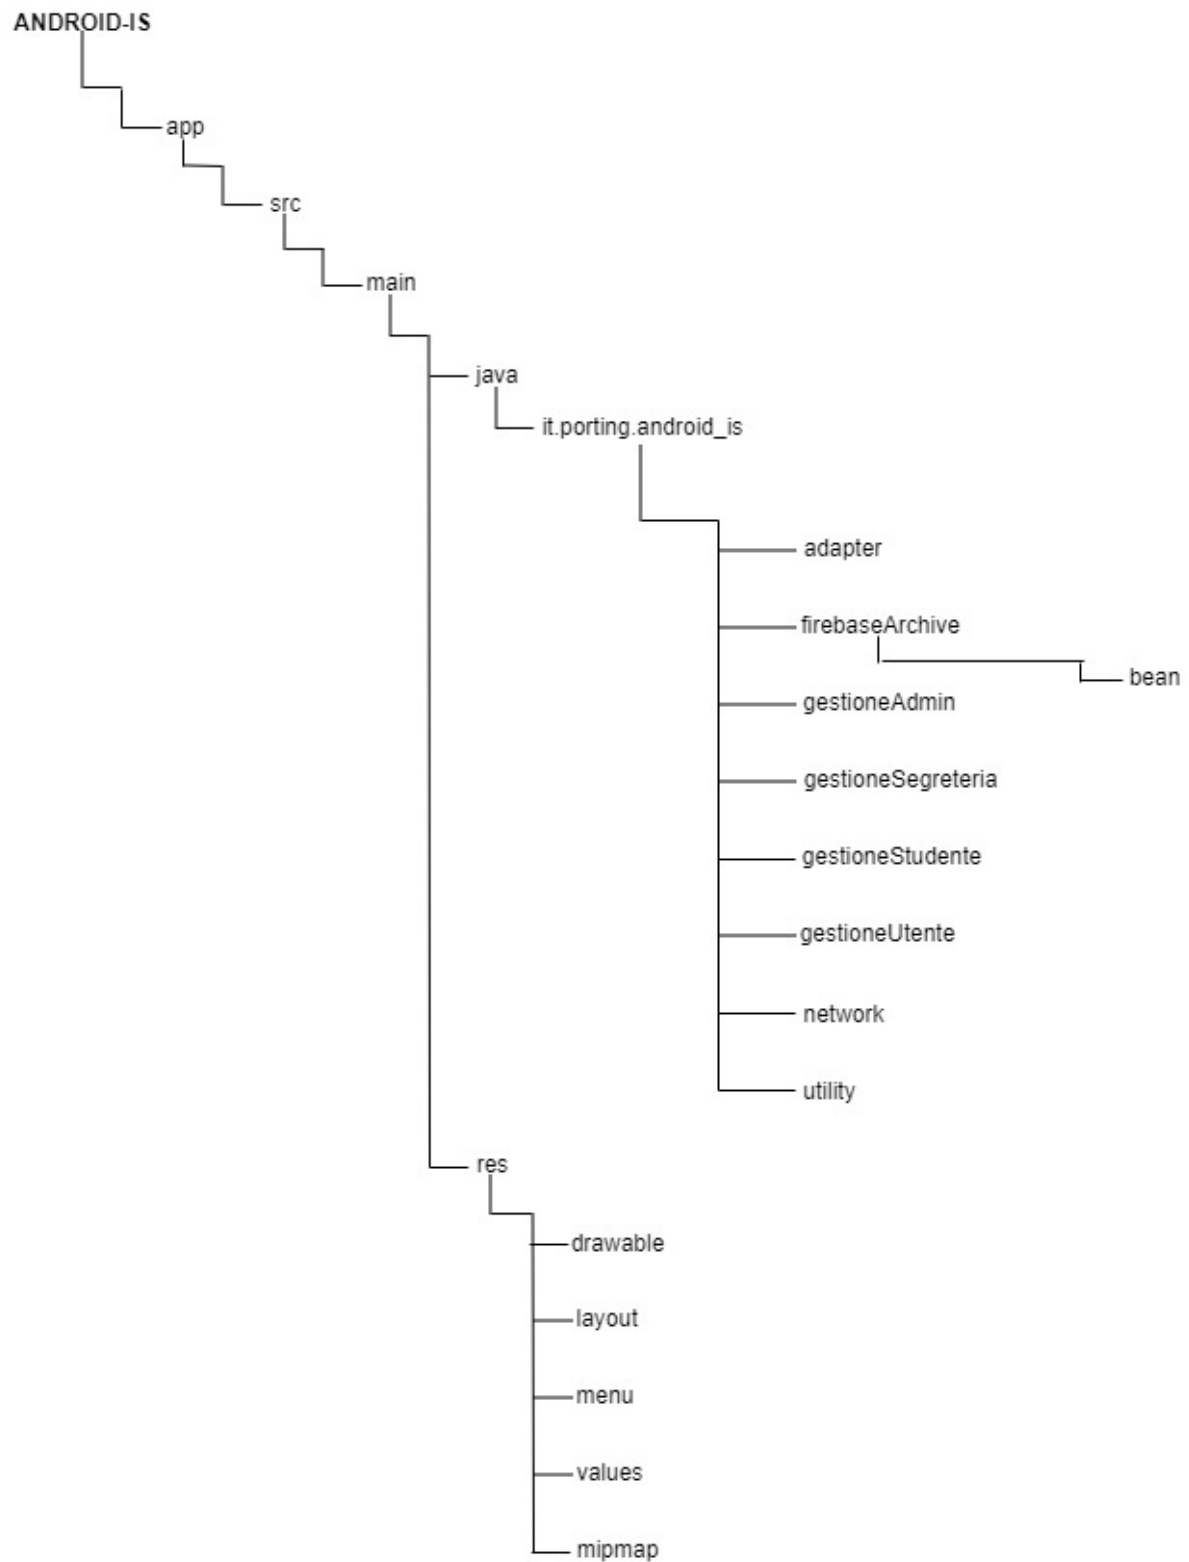 ANDROID-IS
app
src
main
java
it.porting.android_is
adapter
firebaseArchive
bean
gestioneAdmin
gestioneSegreteria
gestioneStudente
gestioneUtente
network
utility
res
drawable
layout
menu
values
mipmap